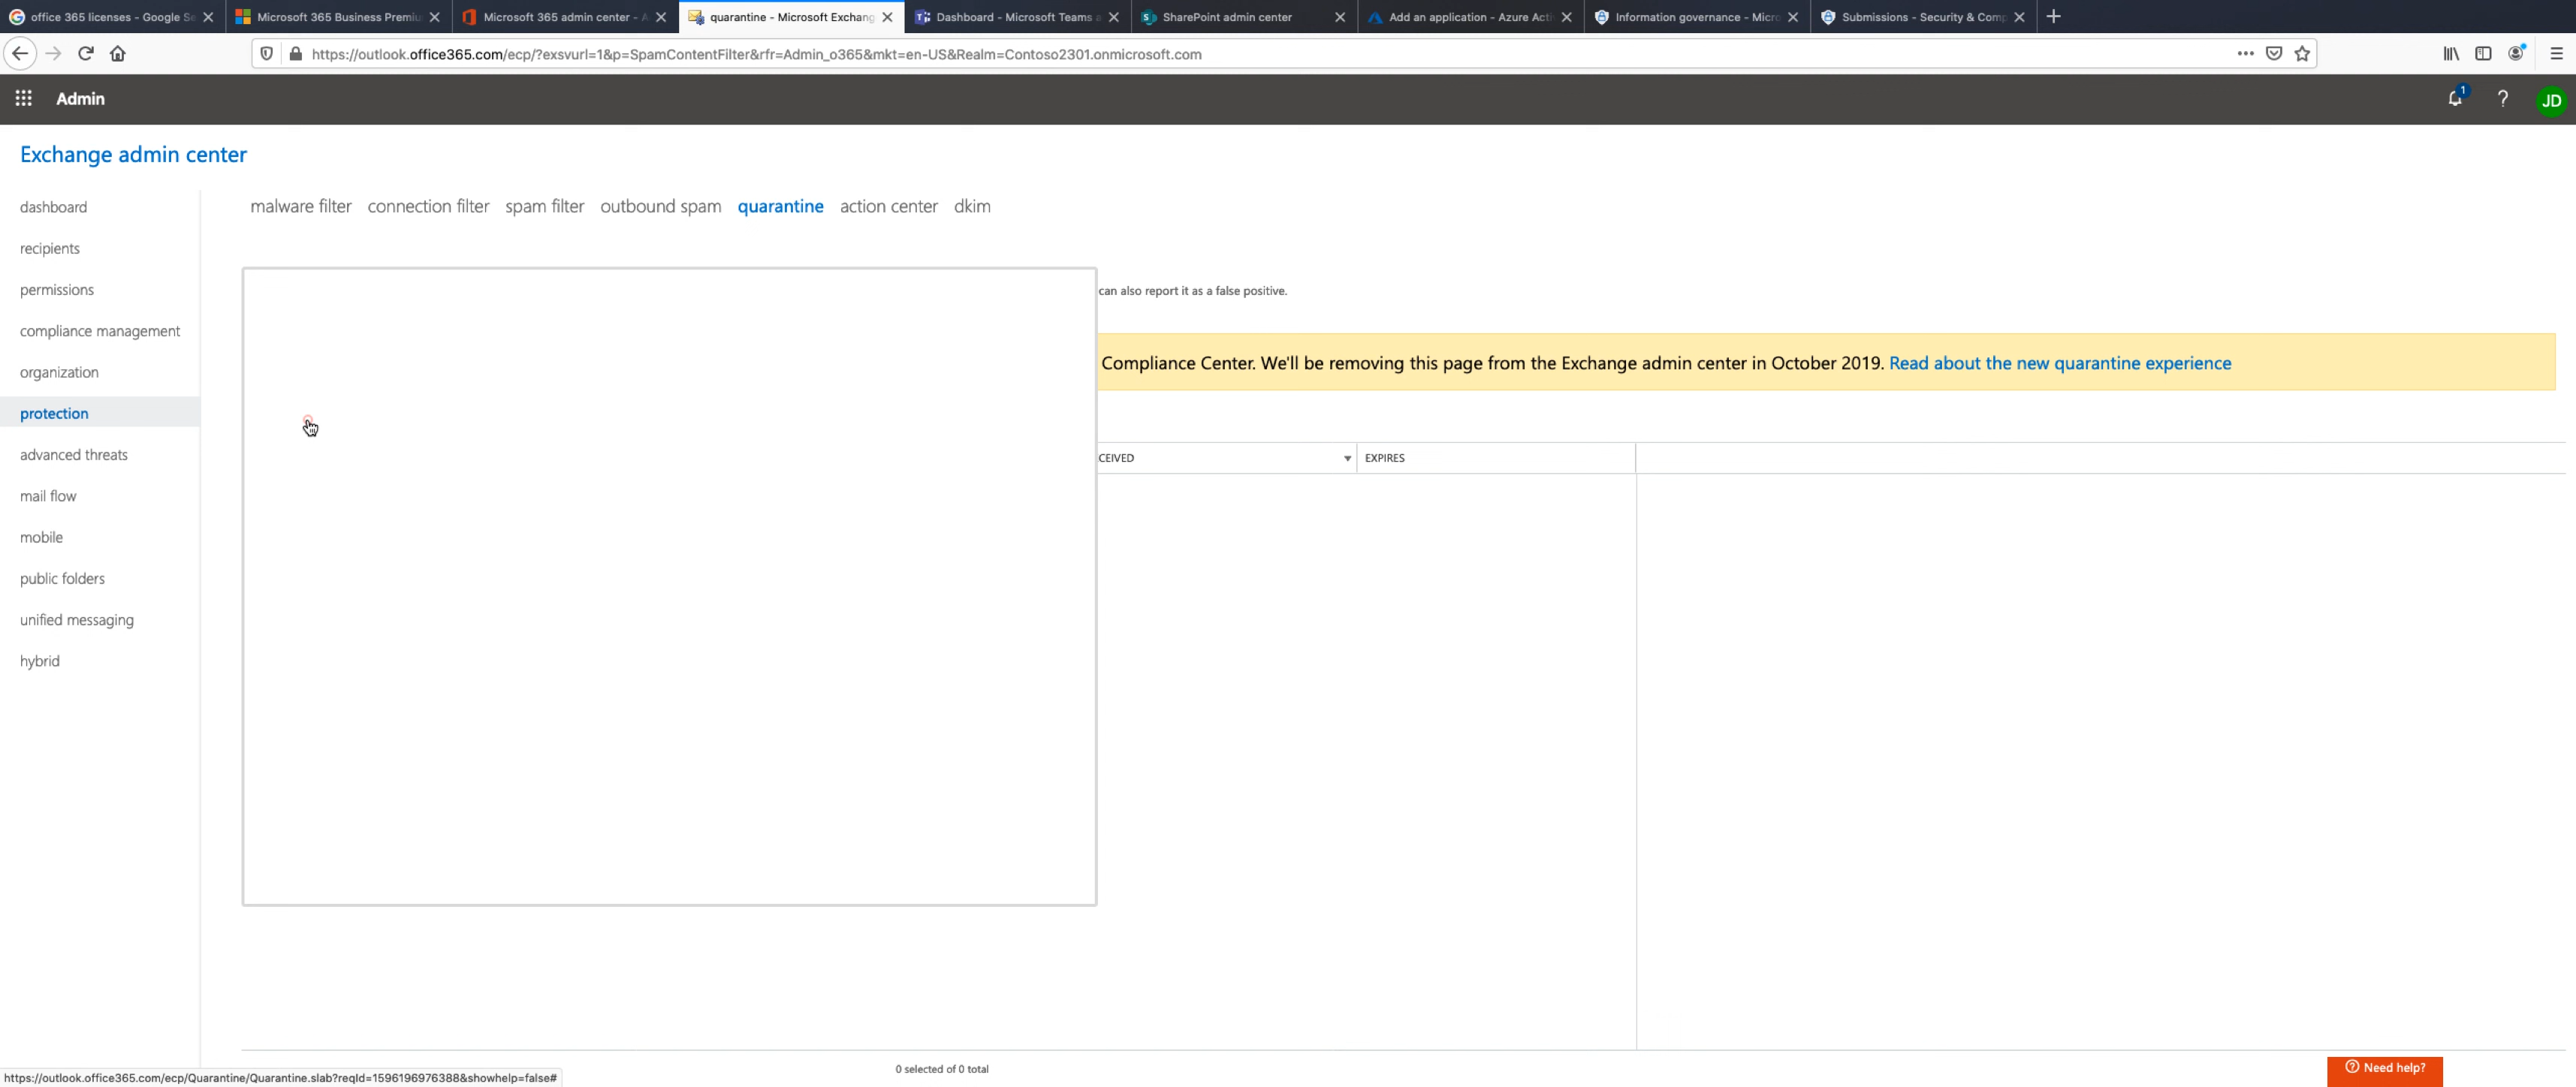 office 365 licenses - Google Se
Microsoft 365 Business Premiu
Microsoft 365 admin center - A
quarantine - Microsoft Exchang
Dashboard - Microsoft Teams a
SharePoint admin center
Add an application - Azure Acti
Information governance - Micro
Submissions - Security & Comp
https://outlook.office365.com/ecp/?exsvurl=1&p=SpamContentFilter&rfr=Admin_o365&mkt=en-US&Realm=Contoso2301.onmicrosoft.com
Admin
1
?
JD
Exchange admin center
dashboard
recipients
permissions
compliance management
organization
protection
advanced threats
mail flow
mobile
public folders
unified messaging
hybrid
malware filter connection filter spam filter outbound spam quarantine action center dkim
can also report it as a false positive.
Compliance Center. We'll be removing this page from the Exchange admin center in October 2019. Read about the new quarantine experience
CEIVED
EXPIRES
0 selected of 0 total
Need help?
https://outlook.office365.com/ecp/Quarantine/Quarantine.slab?reqId=1596196976388&showhelp=false#